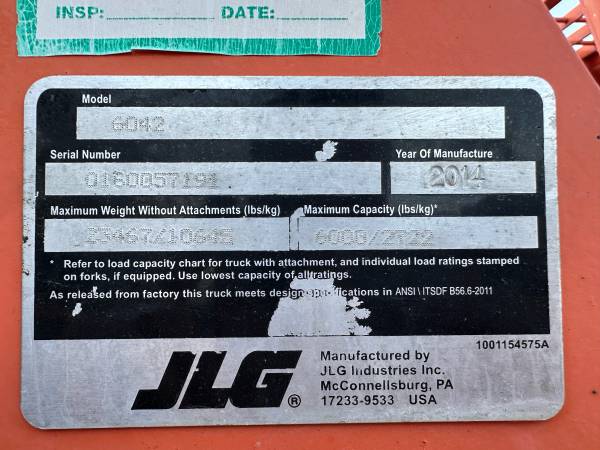 INSP: DATE:
Model
6042
Serial Number Year Of Manufacture
0160057191 2014
Maximum Weight Without Attachments (lbs/kg) Maximum Capacity (lbs/kg)*
23467/10645 6000/2722
* Refer to load capacity chart for truck with attachment, and individual load ratings stamped
on forks, if equipped. Use lowest capacity of all ratings.
As released from factory this truck meets design specifications in ANSI \ ITSDF B56.6-2011
1001154575A
JLG ®
Manufactured by
JLG Industries Inc.
McConnellsburg, PA
17233-9533 USA